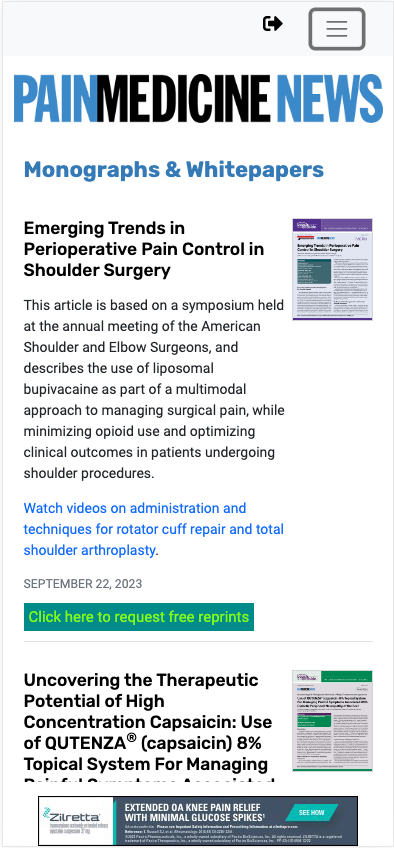 PAINMEDICINE NEWS
Monographs & Whitepapers
Emerging Trends in
Perioperative Pain Control in
Shoulder Surgery
This article is based on a symposium held
at the annual meeting of the American
Shoulder and Elbow Surgeons, and
describes the use of liposomal
bupivacaine as part of a multimodal
approach to managing surgical pain, while
minimizing opioid use and optimizing
clinical outcomes in patients undergoing
shoulder procedures.
Watch videos on administration and
techniques for rotator cuff repair and total
shoulder arthroplasty.
SEPTEMBER 22, 2023
Click here to request free reprints
Uncovering the Therapeutic
Potential of High
Concentration Capsaicin: Use
of QUTENZA® (capsaicin) 8%
Topical System For Managing
Painful Symptoms Associated
Zilretta
EXTENDED OA KNEE PAIN RELIEF
WITH MINIMAL GLUCOSE SPIKES¹
SEE HOW